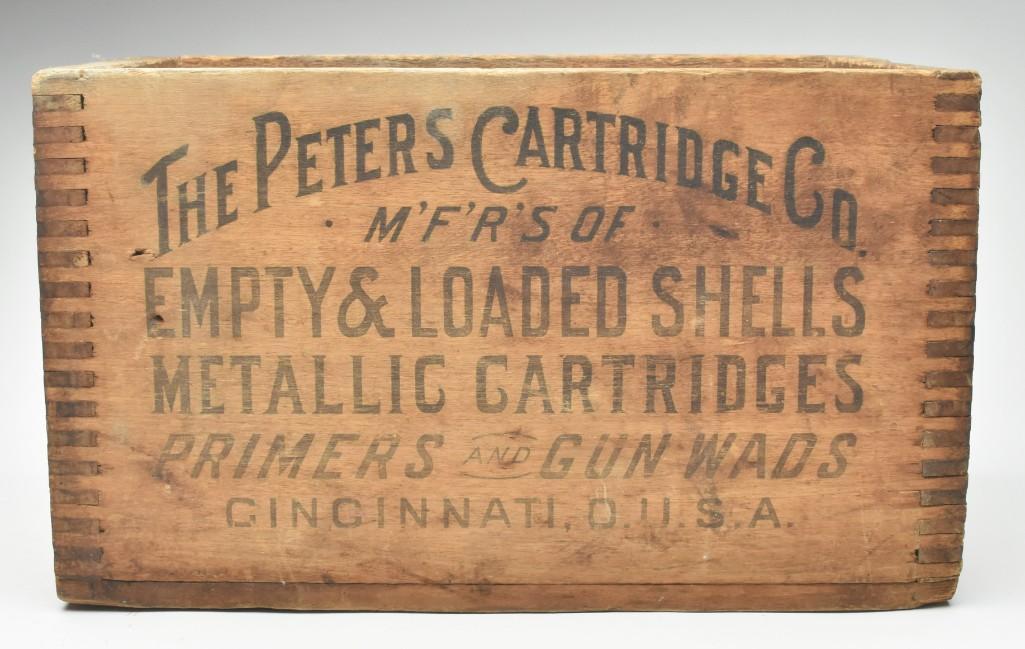 THE PETERS CARTRIDGE CO.
· M'F'R'S OF ·
EMPTY & LOADED SHELLS
METALLIC CARTRIDGES
PRIMERS AND GUN WADS
CINCINNATI, O. U.S.A.